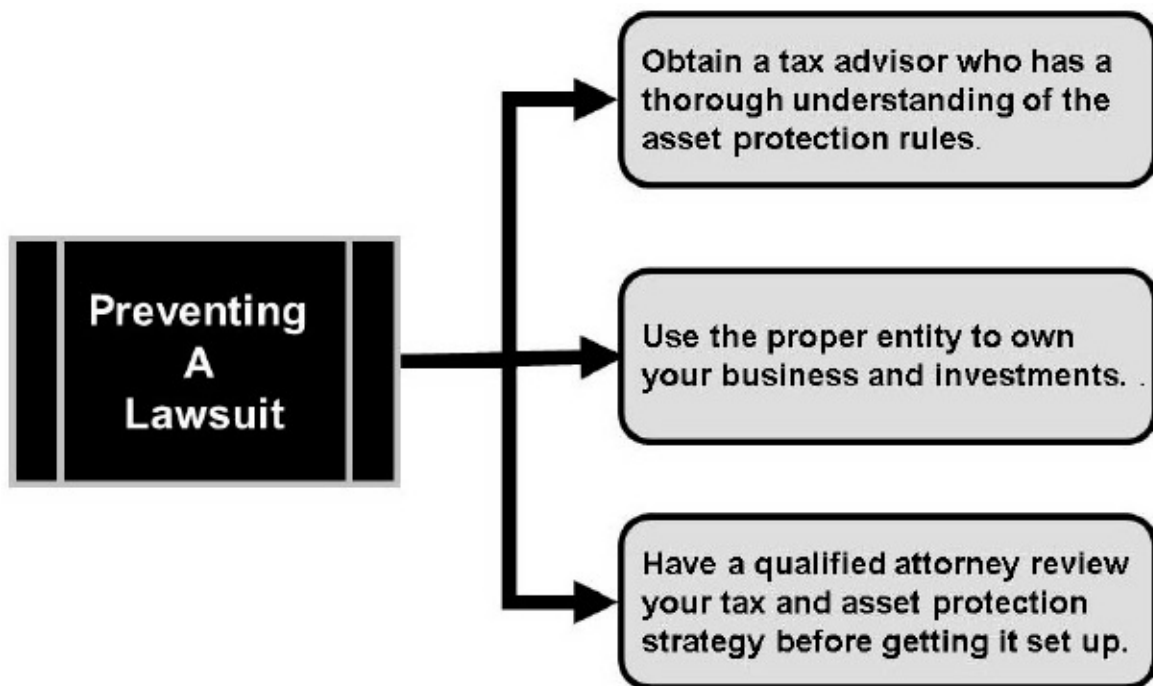 Preventing
A
Lawsuit
Obtain a tax advisor who has a
thorough understanding of the
asset protection rules.
Use the proper entity to own
your business and investments. .
Have a qualified attorney review
your tax and asset protection
strategy before getting it set up.